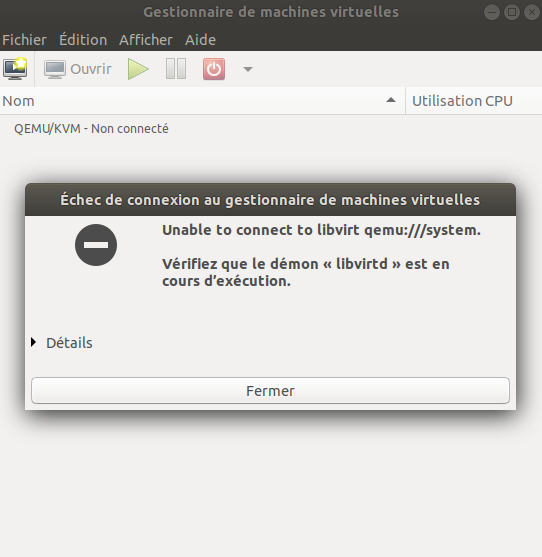 Gestionnaire de machines virtuelles
Fichier Édition Afficher Aide
Ouvrir
Nom Utilisation CPU
QEMU/KVM - Non connecté
Échec de connexion au gestionnaire de machines virtuelles
Unable to connect to libvirt qemu:///system.
Vérifiez que le démon « libvirtd » est en
cours d’exécution.
Détails
Fermer